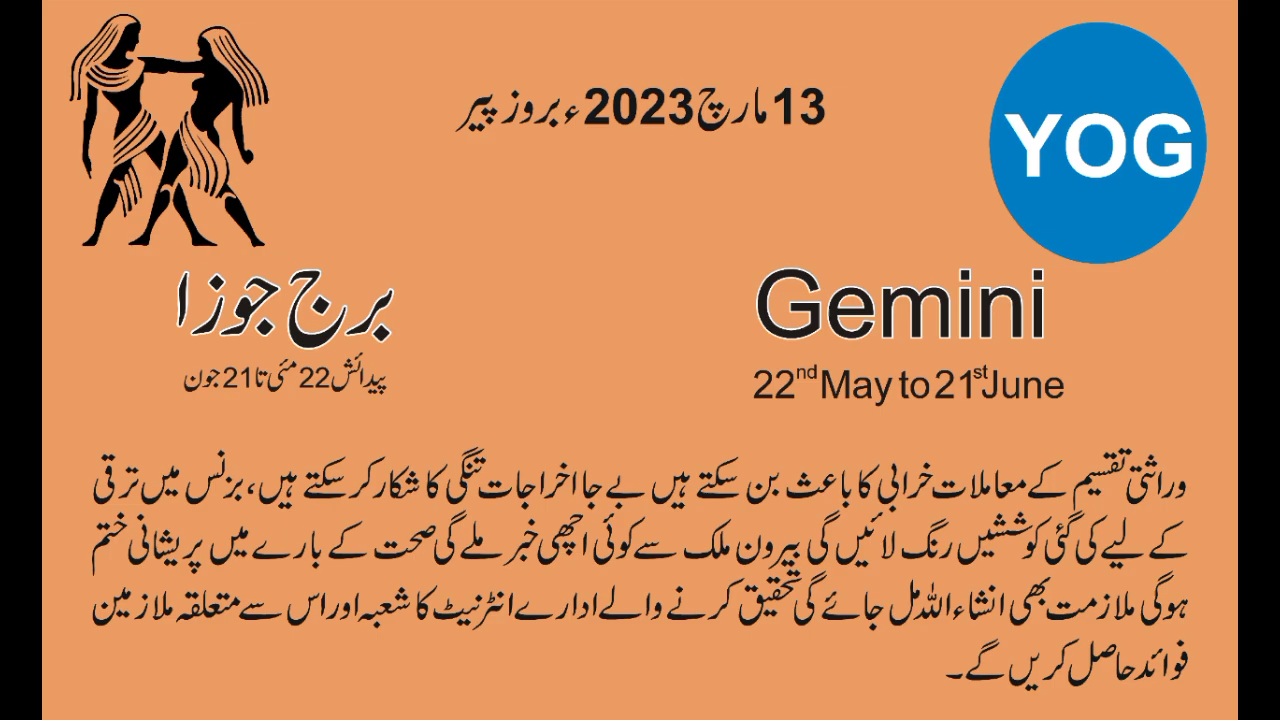 13 مارچ 2023ء بروز پیر
YOG
برج جوزا
پیدائش 22 مئی تا 21 جون
Gemini
22nd May to 21st June
وراثتی تقسیم کے معاملات خرابی کا باعث بن سکتے ہیں بے جا اخراجات تنگی کا شکار کر سکتے ہیں، بزنس میں ترقی
کے لیے کی گئی کوششیں رنگ لائیں گی بیرون ملک سے کوئی اچھی خبر ملے گی صحت کے بارے میں پریشانی ختم
ہوگی ملازمت بھی انشاء اللہ مل جائے گی تحقیق کرنے والے ادارے انٹرنیٹ کا شعبہ اور اس سے متعلقہ ملازمین
فوائد حاصل کریں گے۔